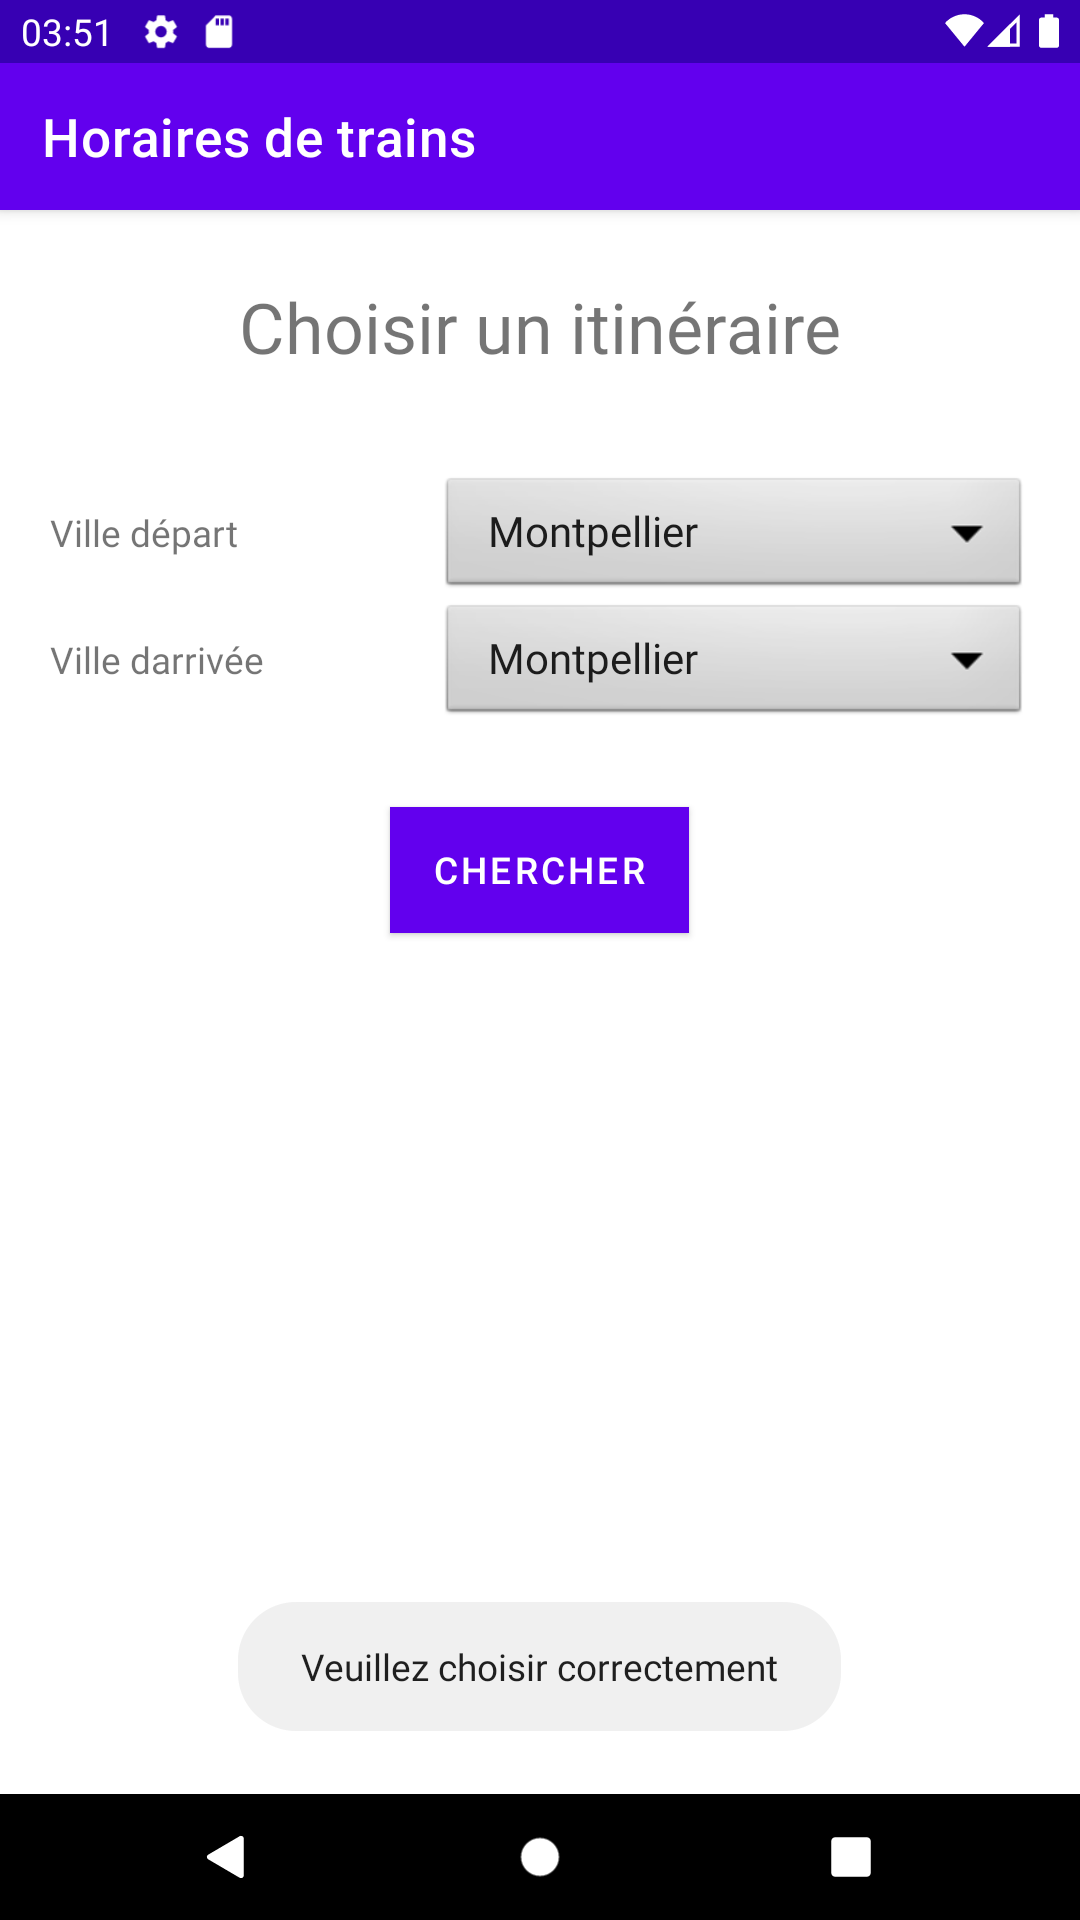 03:51
Horaires de trains
Choisir un itinéraire
Ville départ
Montpellier
Ville darrivée
Montpellier
CHERCHER
Veuillez choisir correctement